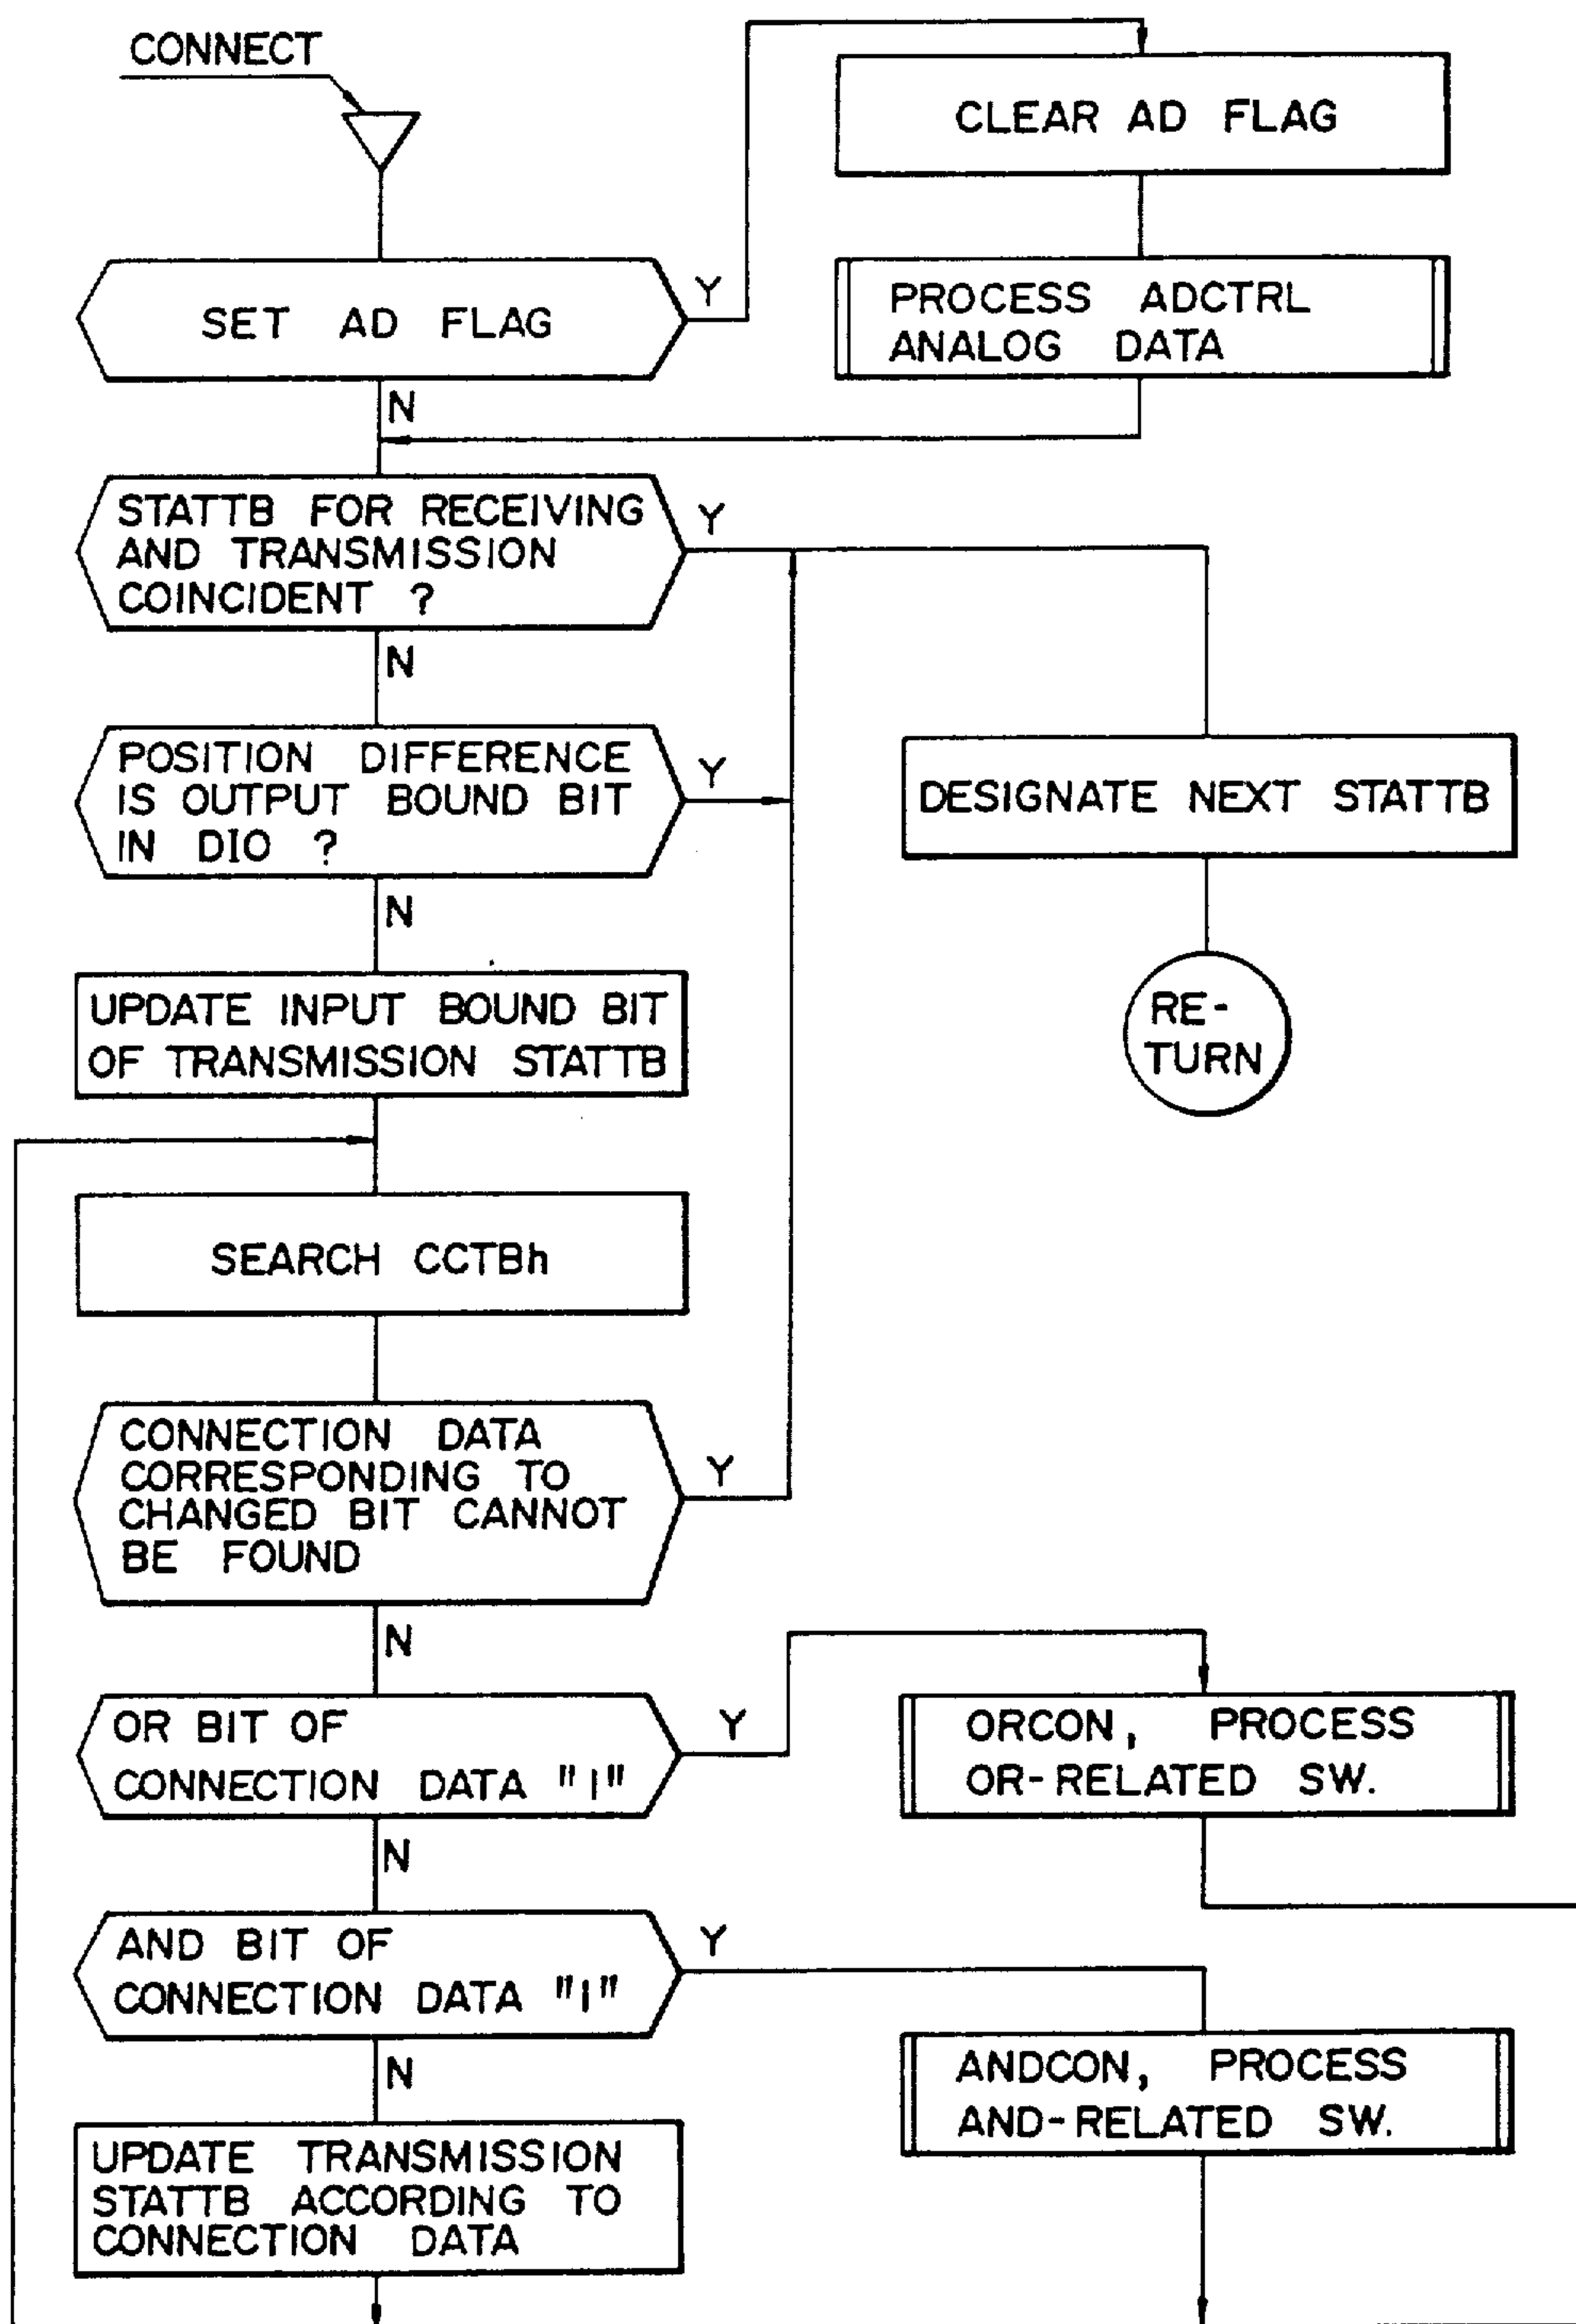 CONNECT
CLEAR AD FLAG
SET AD FLAG
Y
PROCESS ADCTRL
ANALOG DATA
N
STATTB FOR RECEIVING
AND TRANSMISSION
COINCIDENT ?
Y
N
POSITION DIFFERENCE
IS OUTPUT BOUND BIT
IN DIO ?
Y
DESIGNATE NEXT STATTB
N
UPDATE INPUT BOUND BIT
OF TRANSMISSION STATTB
RE-
TURN
SEARCH CCTBh
CONNECTION DATA
CORRESPONDING TO
CHANGED BIT CANNOT
BE FOUND
Y
N
OR BIT OF
CONNECTION DATA "1"
Y
ORCON, PROCESS
OR-RELATED SW.
N
AND BIT OF
CONNECTION DATA "1"
Y
ANDCON, PROCESS
AND-RELATED SW.
N
UPDATE TRANSMISSION
STATTB ACCORDING TO
CONNECTION DATA